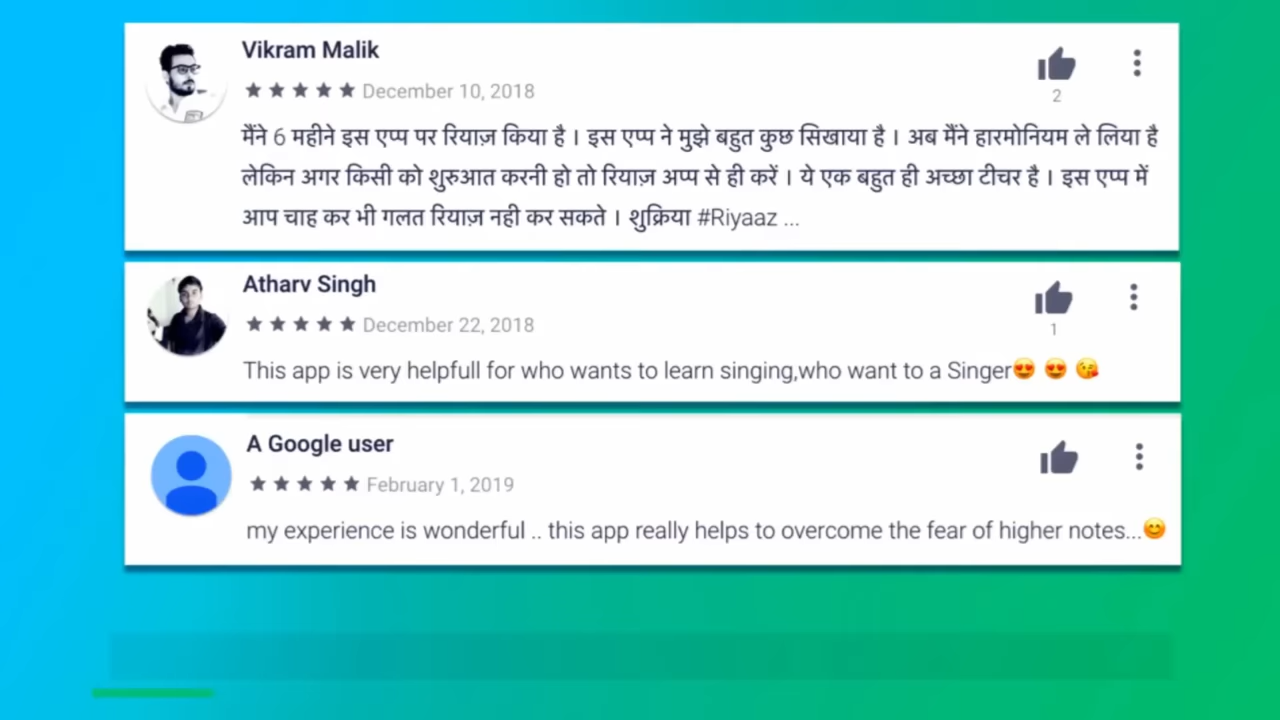 Vikram Malik
★★★★★ December 10, 2018
2
मैंने 6 महीने इस एप्प पर रियाज़ किया है । इस एप्प ने मुझे बहुत कुछ सिखाया है । अब मैंने हारमोनियम ले लिया है
लेकिन अगर किसी को शुरुआत करनी हो तो रियाज़ अप्प से ही करें । ये एक बहुत ही अच्छा टीचर है । इस एप्प में
आप चाह कर भी गलत रियाज़ नही कर सकते । शुक्रिया #Riyaaz ...
Atharv Singh
★★★★★ December 22, 2018
1
This app is very helpfull for who wants to learn singing,who want to a Singer😍 😍 😘
A Google user
★★★★★ February 1, 2019
my experience is wonderful .. this app really helps to overcome the fear of higher notes...😊